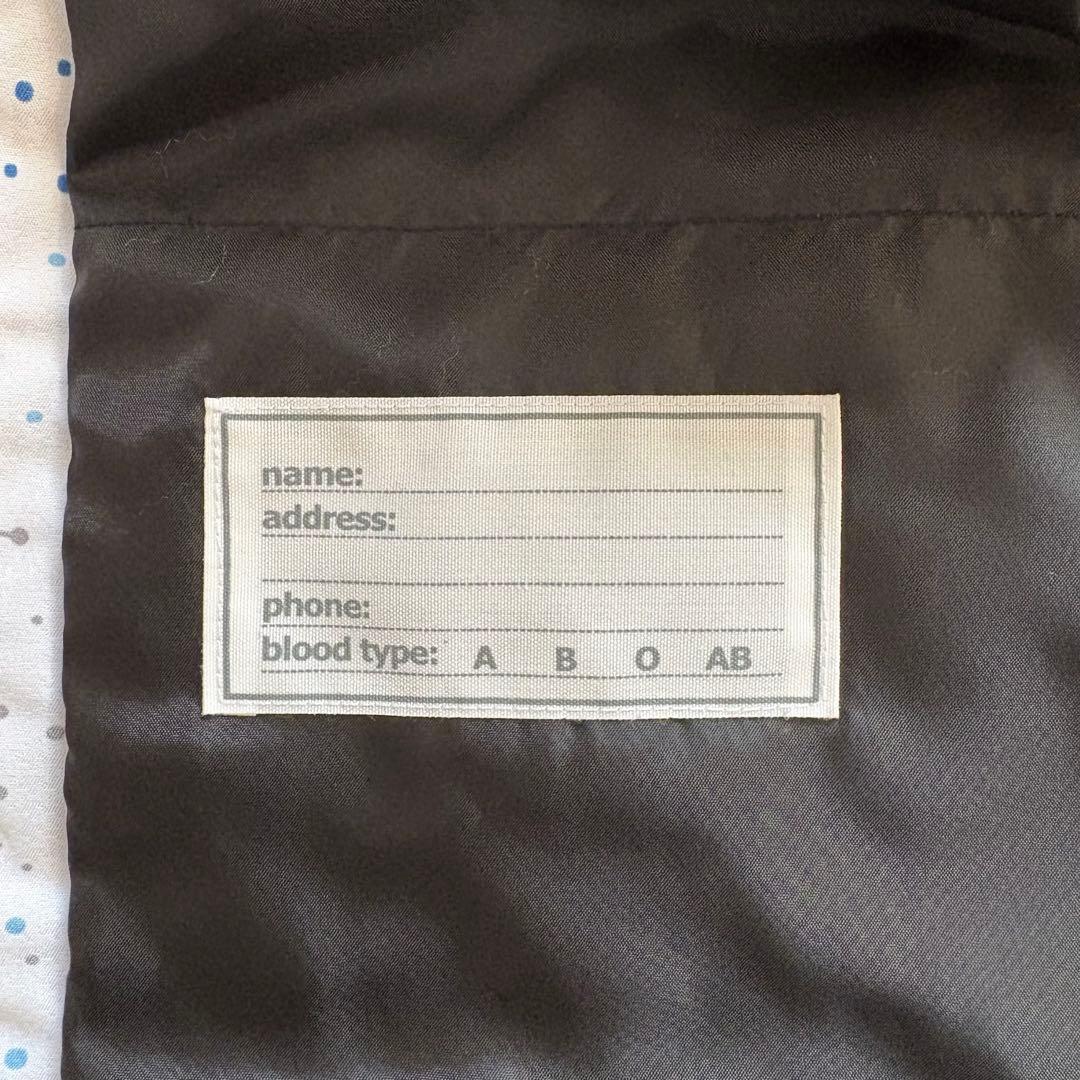 name:
address:
phone:
blood type: A B O AB